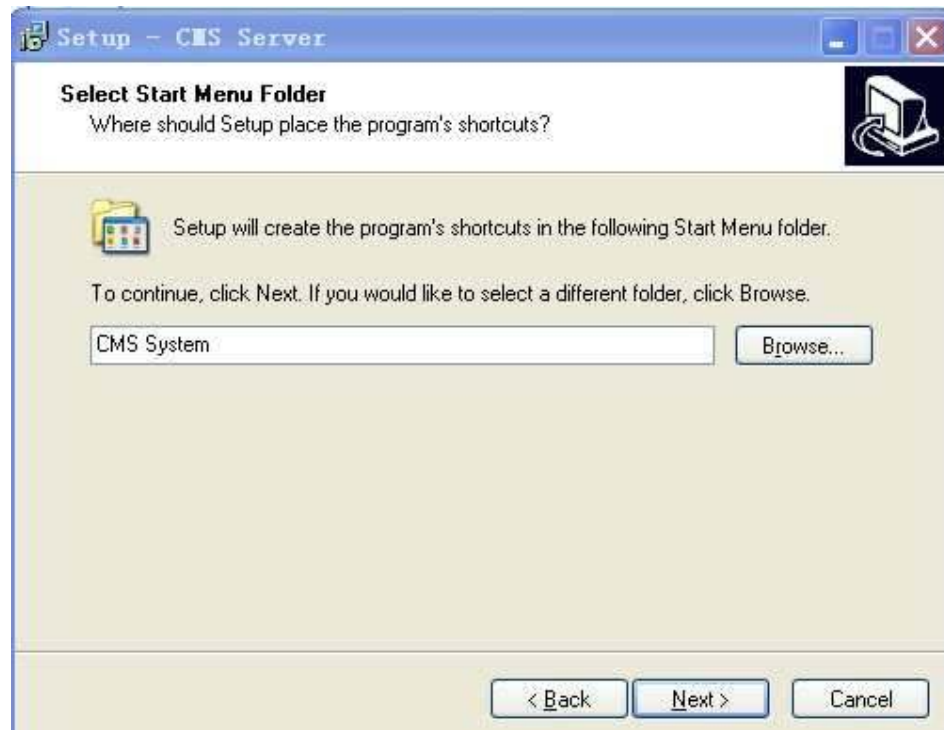 Setup - CMS Server
Select Start Menu Folder
Where should Setup place the program's shortcuts?
Setup will create the program's shortcuts in the following Start Menu folder.
To continue, click Next. If you would like to select a different folder, click Browse.
CMS System
Browse...
< Back
Next >
Cancel